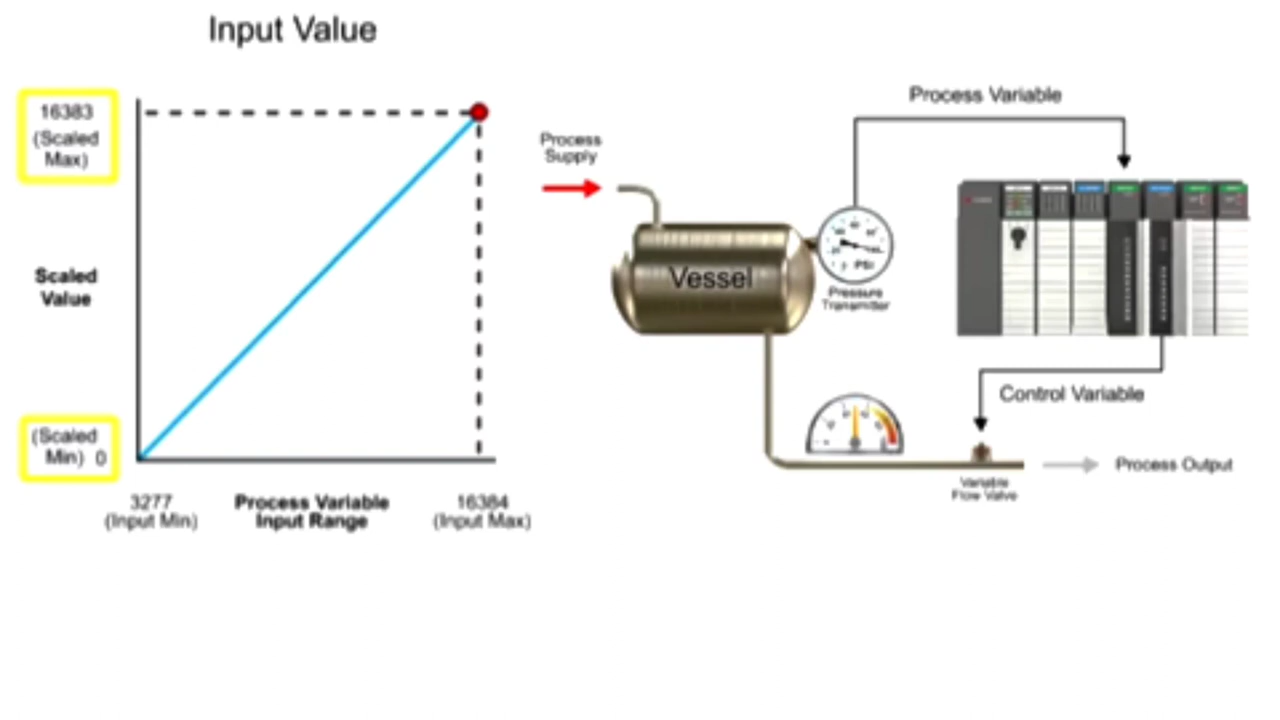 Input Value
16383
(Scaled
Max)
Scaled
Value
(Scaled
Min) 0
3277
(Input Min)
Process Variable
Input Range
16384
(Input Max)
Process
Supply
Vessel
PSI
Pressure
Transmitter
Process Variable
Control Variable
Variable
Flow Valve
Process Output